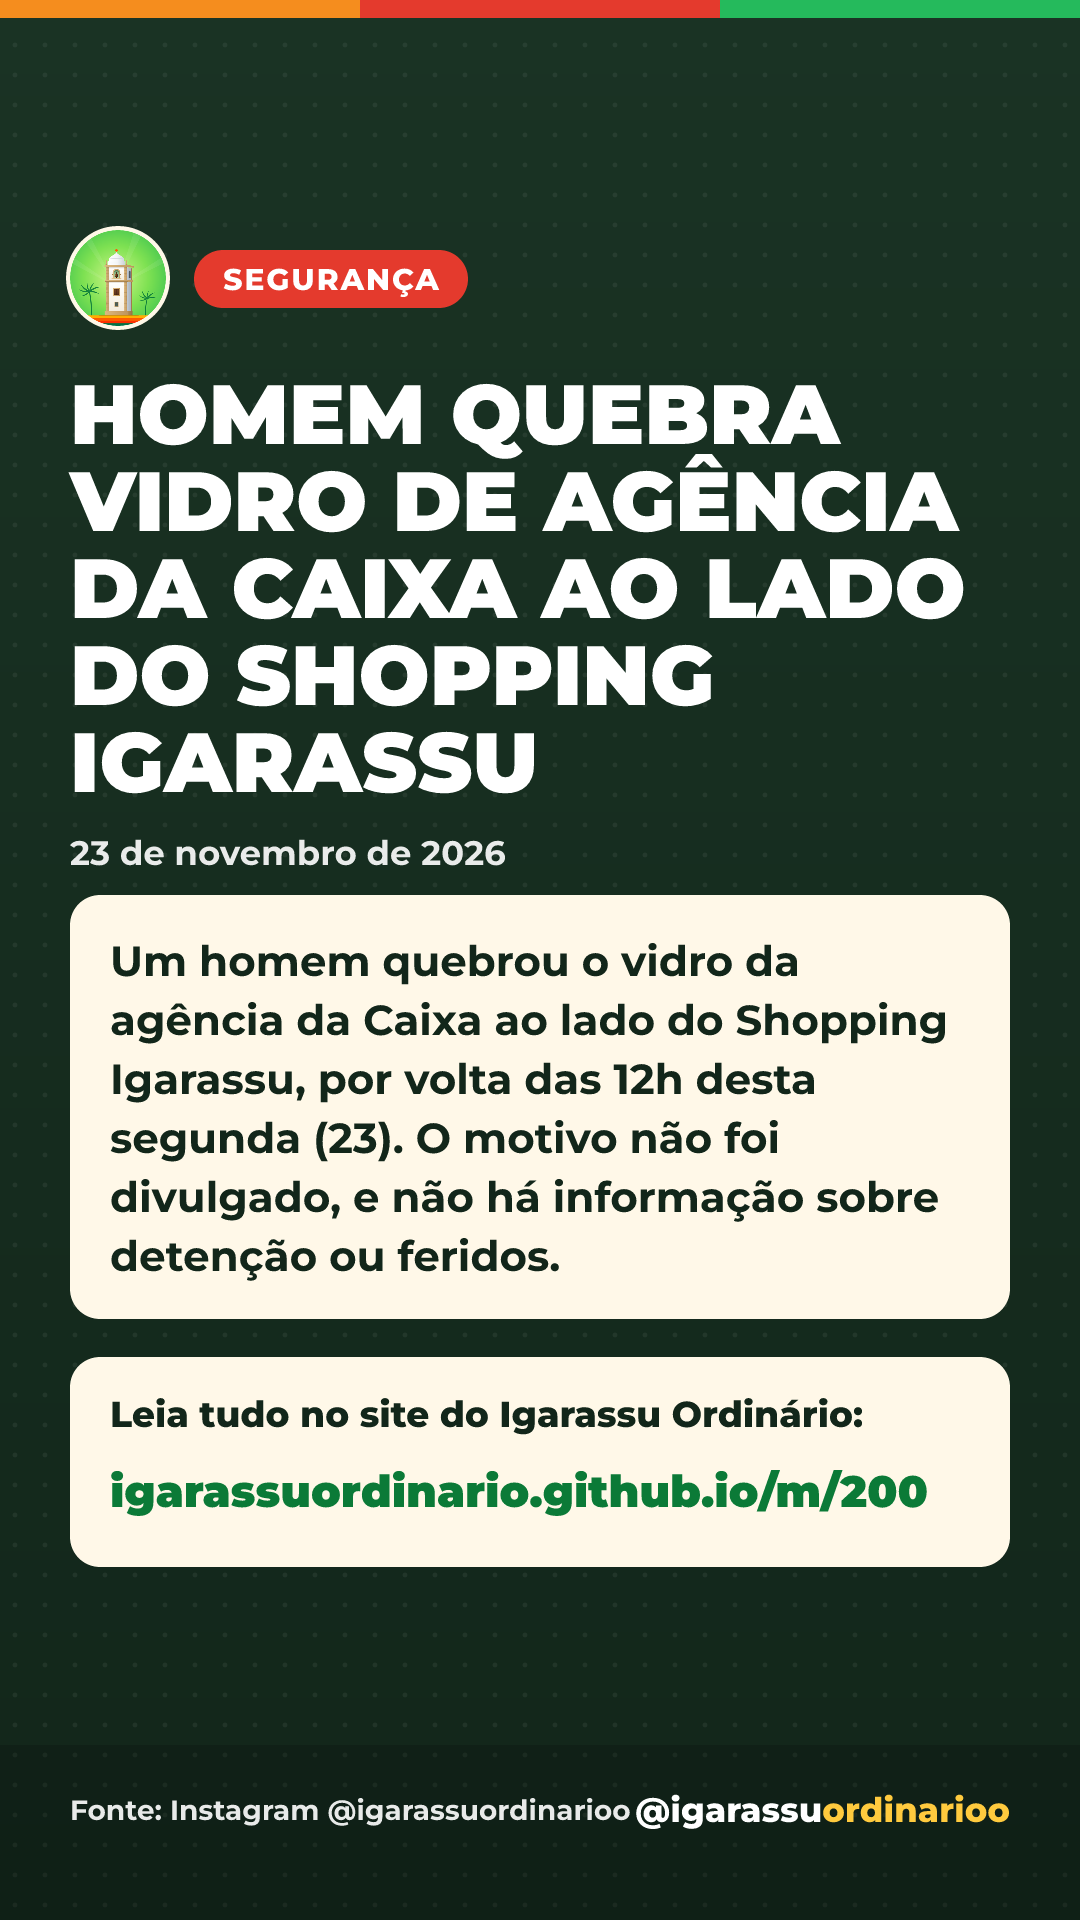 SEGURANÇA
HOMEM QUEBRA
VIDRO DE AGÊNCIA
DA CAIXA AO LADO
DO SHOPPING
IGARASSU
23 de novembro de 2026
Um homem quebrou o vidro da
agência da Caixa ao lado do Shopping
Igarassu, por volta das 12h desta
segunda (23). O motivo não foi
divulgado, e não há informação sobre
detenção ou feridos.
Leia tudo no site do Igarassu Ordinário:
igarassuordinario.github.io/m/200
Fonte: Instagram @igarassuordinarioo @igarassuordinarioo